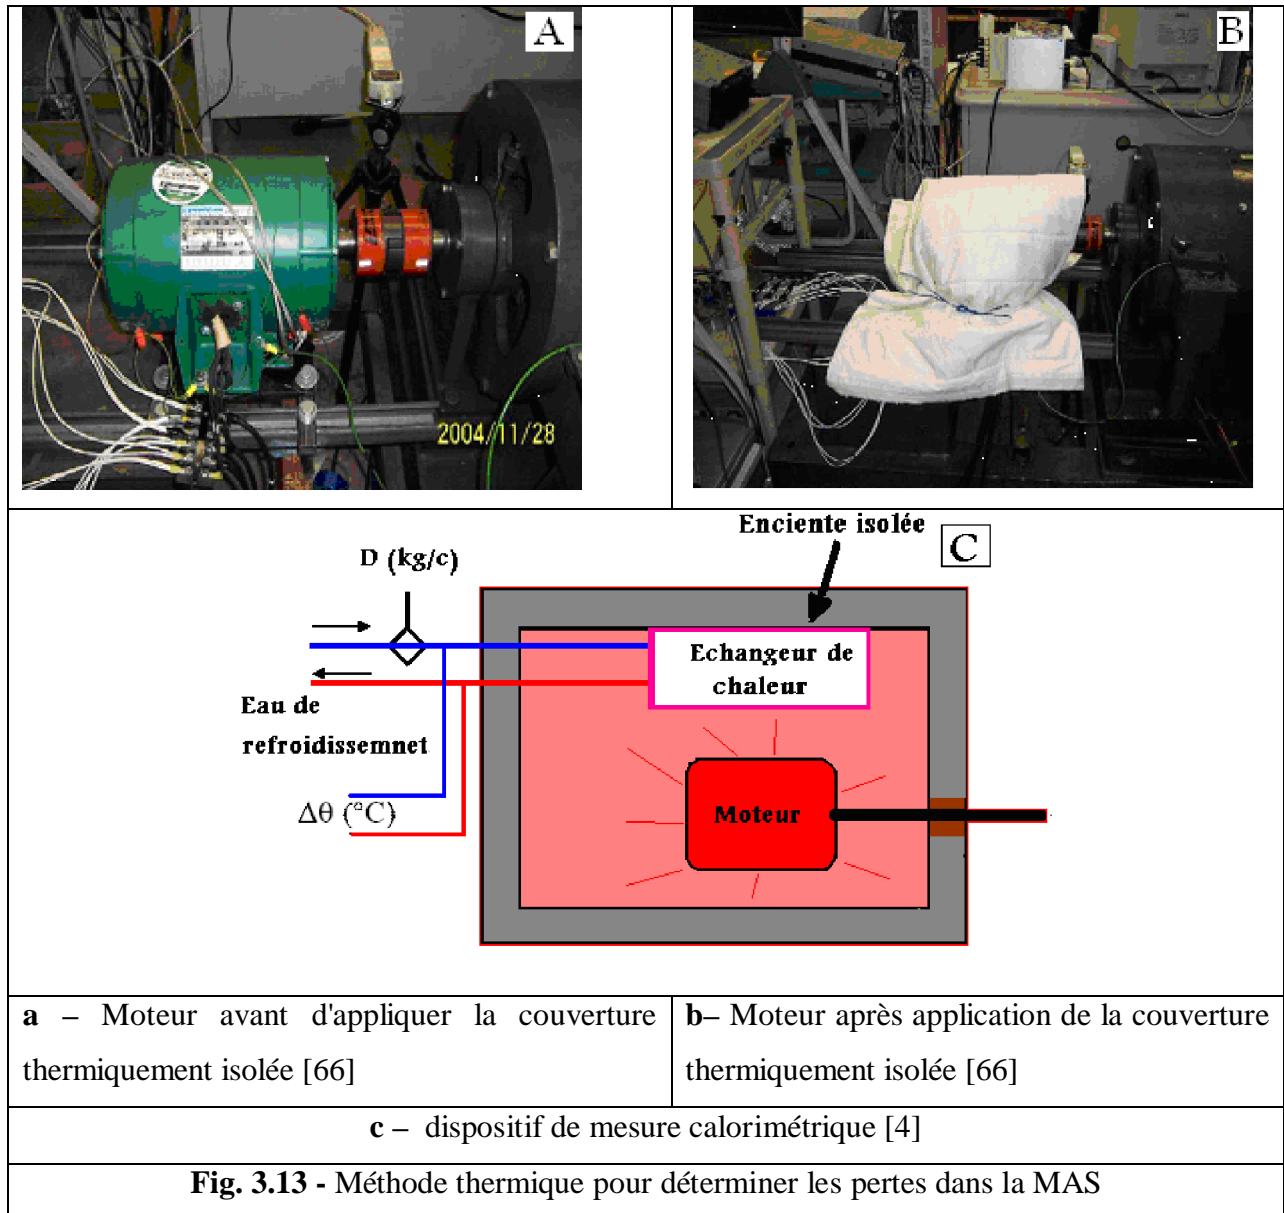 A
B
2004/11/28
Enciente isolée
C
D (kg/c)
Echangeur de
chaleur
Eau de
refroidissemnet
Δθ (°C)
Moteur
a – Moteur avant d'appliquer la couverture
thermiquement isolée [66]
b– Moteur après application de la couverture
thermiquement isolée [66]
c – dispositif de mesure calorimétrique [4]
Fig. 3.13 - Méthode thermique pour déterminer les pertes dans la MAS